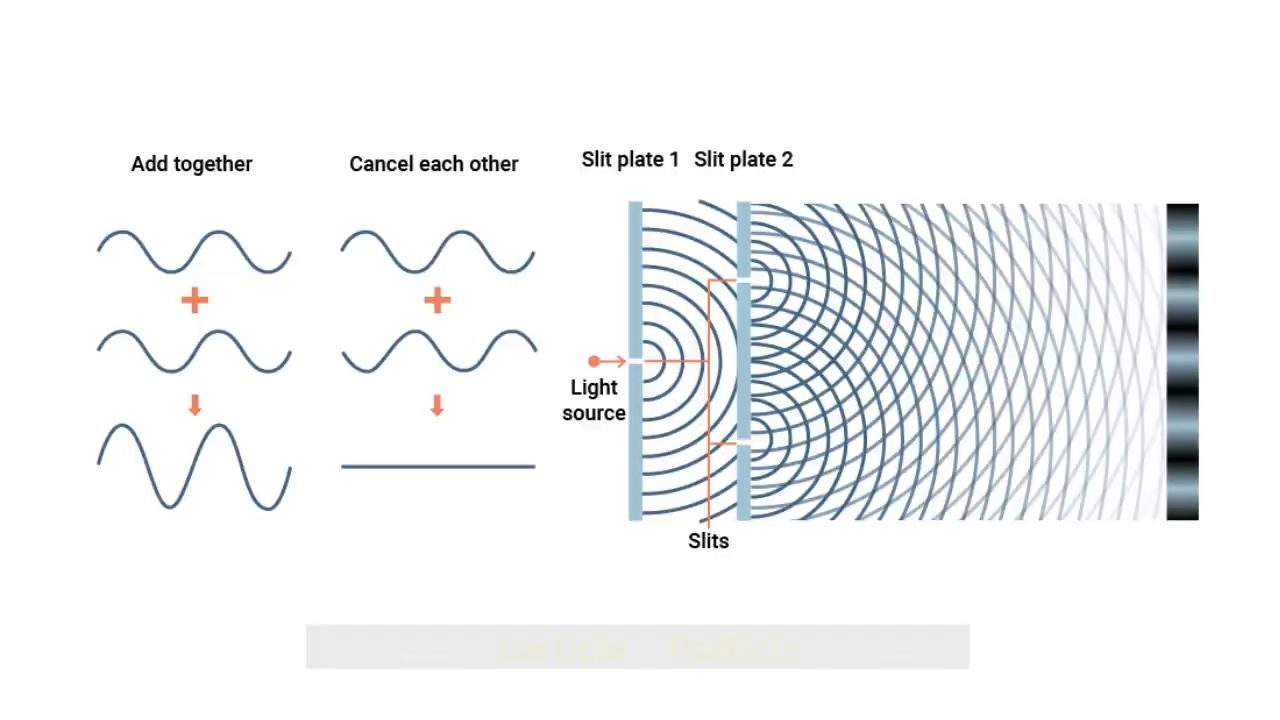 Add together
Cancel each other
Slit plate 1
Slit plate 2
Light
source
Slits